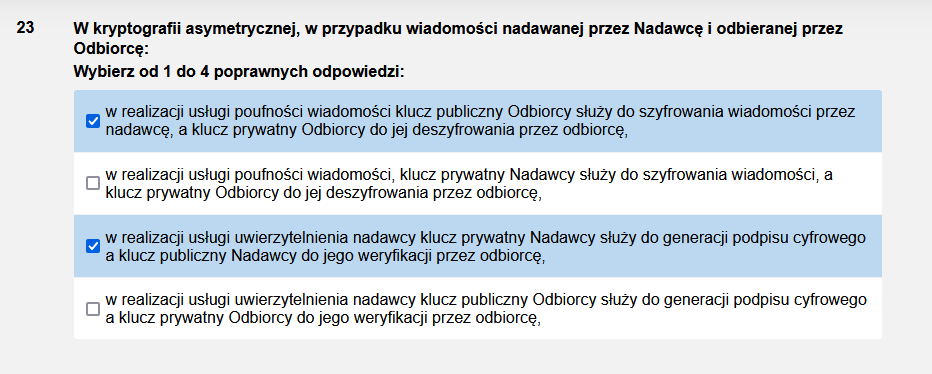 23
W kryptografii asymetrycznej, w przypadku wiadomości nadawanej przez Nadawcę i odbieranej przez
Odbiorcę:
Wybierz od 1 do 4 poprawnych odpowiedzi:
w realizacji usługi poufności wiadomości klucz publiczny Odbiorcy służy do szyfrowania wiadomości przez
nadawcę, a klucz prywatny Odbiorcy do jej deszyfrowania przez odbiorcę,
w realizacji usługi poufności wiadomości, klucz prywatny Nadawcy służy do szyfrowania wiadomości, a
klucz prywatny Odbiorcy do jej deszyfrowania przez odbiorcę,
w realizacji usługi uwierzytelnienia nadawcy klucz prywatny Nadawcy służy do generacji podpisu cyfrowego
a klucz publiczny Nadawcy do jego weryfikacji przez odbiorcę,
w realizacji usługi uwierzytelnienia nadawcy klucz publiczny Odbiorcy służy do generacji podpisu cyfrowego
a klucz prywatny Odbiorcy do jego weryfikacji przez odbiorcę,